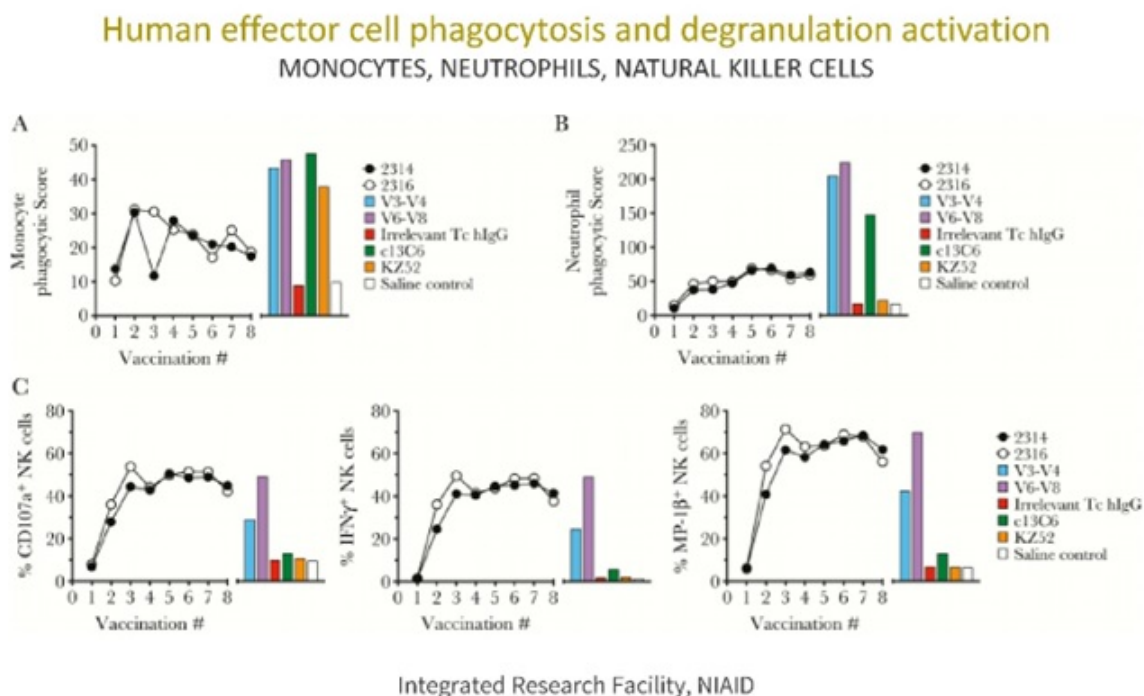 Human effector cell phagocytosis and degranulation activation
MONOCYTES, NEUTROPHILS, NATURAL KILLER CELLS
A
Monocyte
phagocytic Score
50
40
30
20
10
0
0 1 2 3 4 5 6 7 8
Vaccination #
2314
2316
V3-V4
V6-V8
Irrelevant Tc hIgG
c13C6
KZ52
Saline control
B
Neutrophil
phagocytic Score
250
200
150
100
50
0
0 1 2 3 4 5 6 7 8
Vaccination #
2314
2316
V3-V4
V6-V8
Irrelevant Tc hIgG
c13C6
KZ52
Saline control
C
% CD107a⁺ NK cells
80
60
40
20
0
0 1 2 3 4 5 6 7 8
Vaccination #
% IFNγ⁺ NK cells
80
60
40
20
0
0 1 2 3 4 5 6 7 8
Vaccination #
% MP-1β⁺ NK cells
80
60
40
20
0
0 1 2 3 4 5 6 7 8
Vaccination #
2314
2316
V3-V4
V6-V8
Irrelevant Tc hIgG
c13C6
KZ52
Saline control
Integrated Research Facility, NIAID